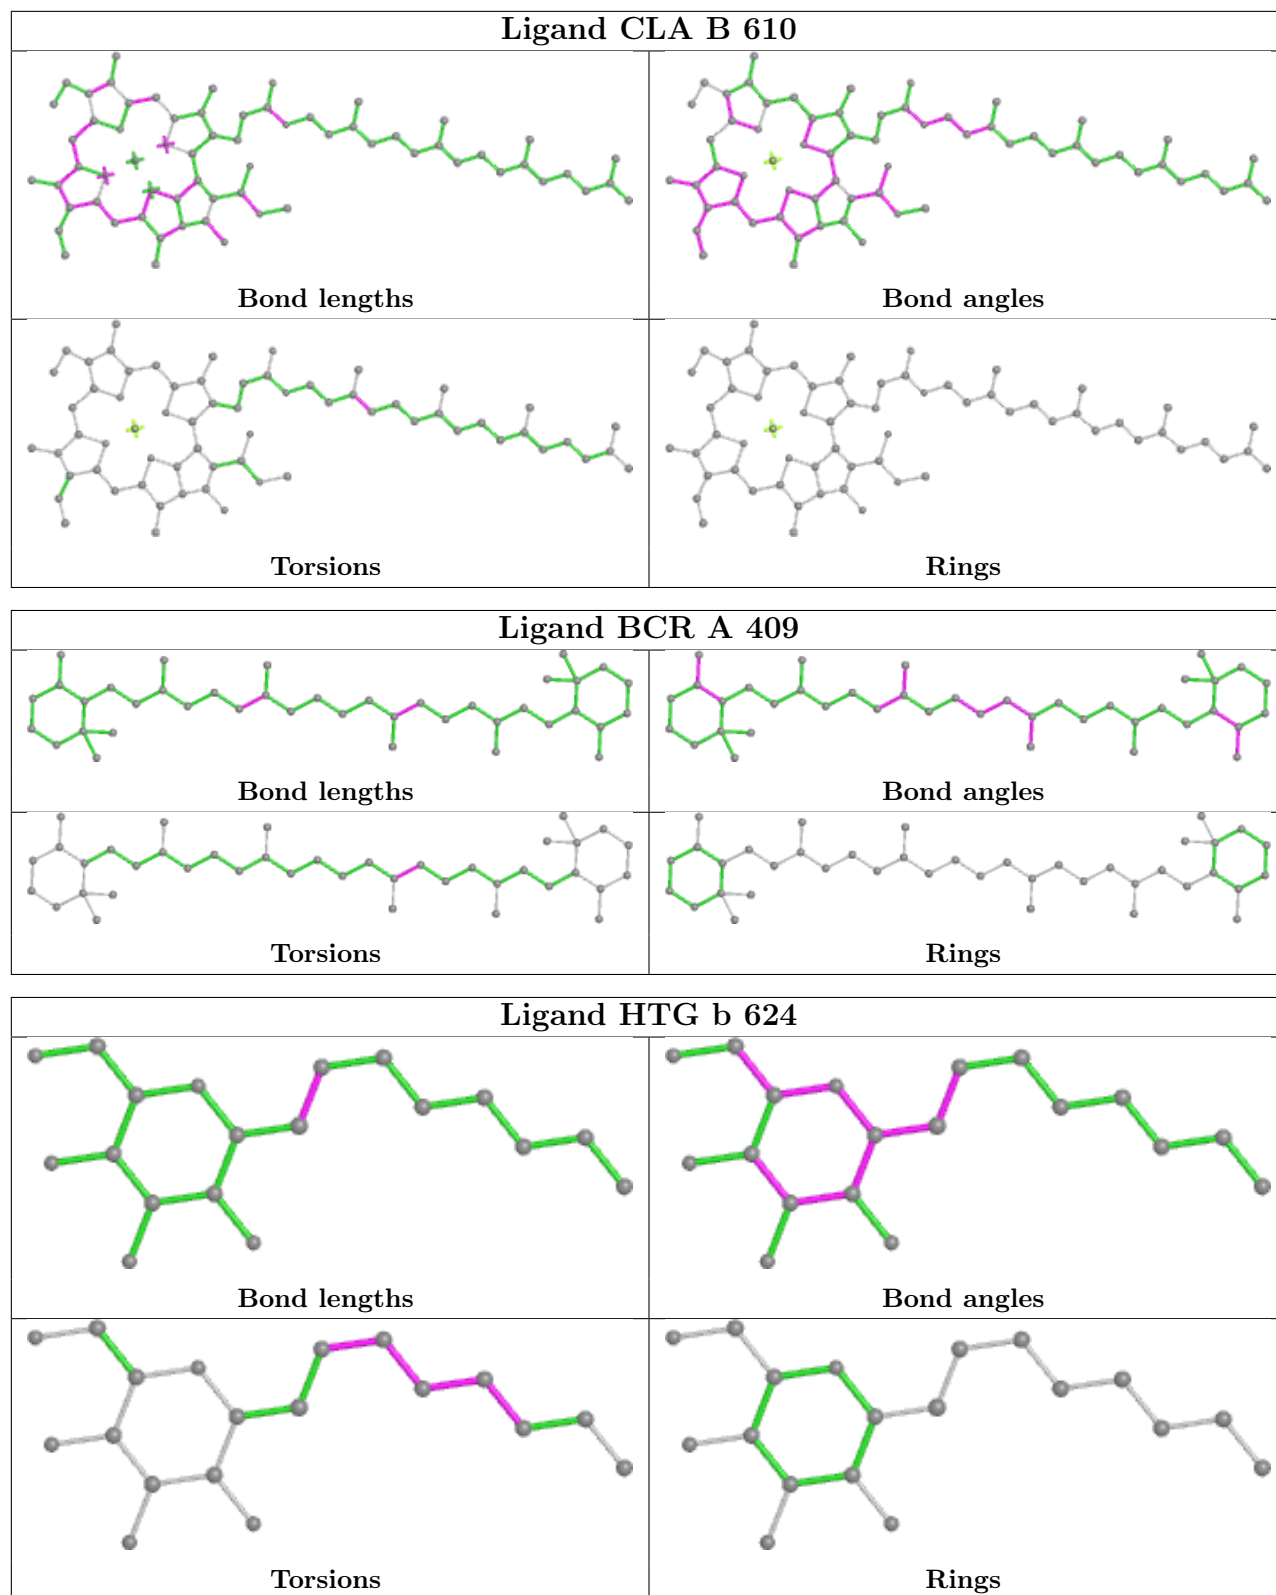 Ligand CLA B 610
Bond lengths
Bond angles
Torsions
Rings
Ligand BCR A 409
Bond lengths
Bond angles
Torsions
Rings
Ligand HTG b 624
Bond lengths
Bond angles
Torsions
Rings